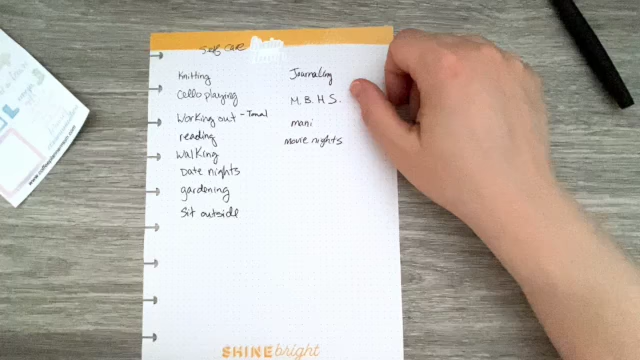 Self care
Knitting
Cello playing
Working out - Tonal
reading
Walking
Date nights
gardening
Sit outside
Journaling
M. B. H S.
mani
movie nights
SHINE bright